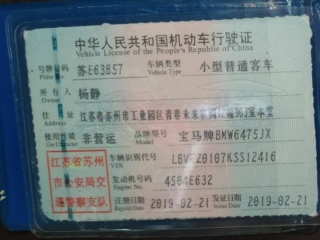 中华人民共和国机动车行驶证
Vehicle License of the People's Republic of China
号牌号码 苏E63B57 车辆类型 小型普通客车
Plate No. Vehicle Type
所有人 杨静
Owner
住址 江苏省苏州市工业园区青春未来
Address
使用性质 非营运 品牌型号 宝马牌BMW6475JX
Use Character Model
江苏省苏州 车辆识别代号
VIN
市公安局交 发动机号码 4564E632
Engine No.
通警察支队 注册日期 2019-02-21 发证日期 2019-02-21
Register Date Issue Date